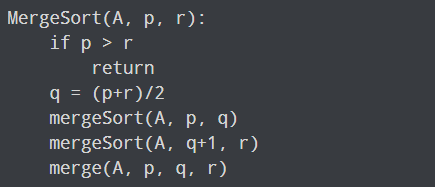 MergeSort(A, p, r):
    if p > r
        return
    q = (p+r)/2
    mergeSort(A, p, q)
    mergeSort(A, q+1, r)
    merge(A, p, q, r)